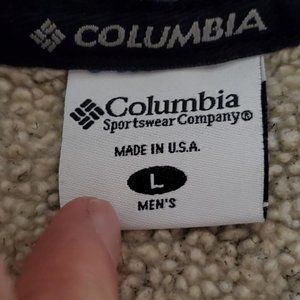 COLUMBIA
Columbia
Sportswear Company®
MADE IN U.S.A.
L
MEN'S